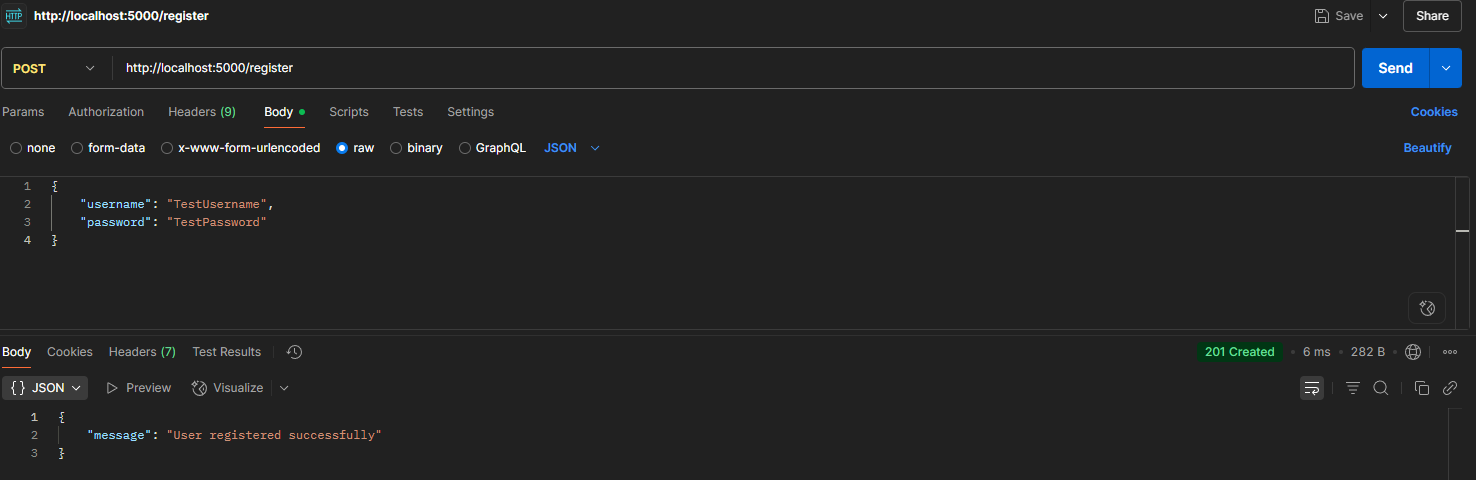 HTTP http://localhost:5000/register Save Share
POST http://localhost:5000/register Send
Params Authorization Headers (9) Body Scripts Tests Settings Cookies
none form-data x-www-form-urlencoded raw binary GraphQL JSON Beautify
1 {
2 "username": "TestUsername",
3 "password": "TestPassword"
4 }
Body Cookies Headers (7) Test Results 201 Created • 6 ms • 282 B •
{} JSON Preview Visualize
1 {
2 "message": "User registered successfully"
3 }